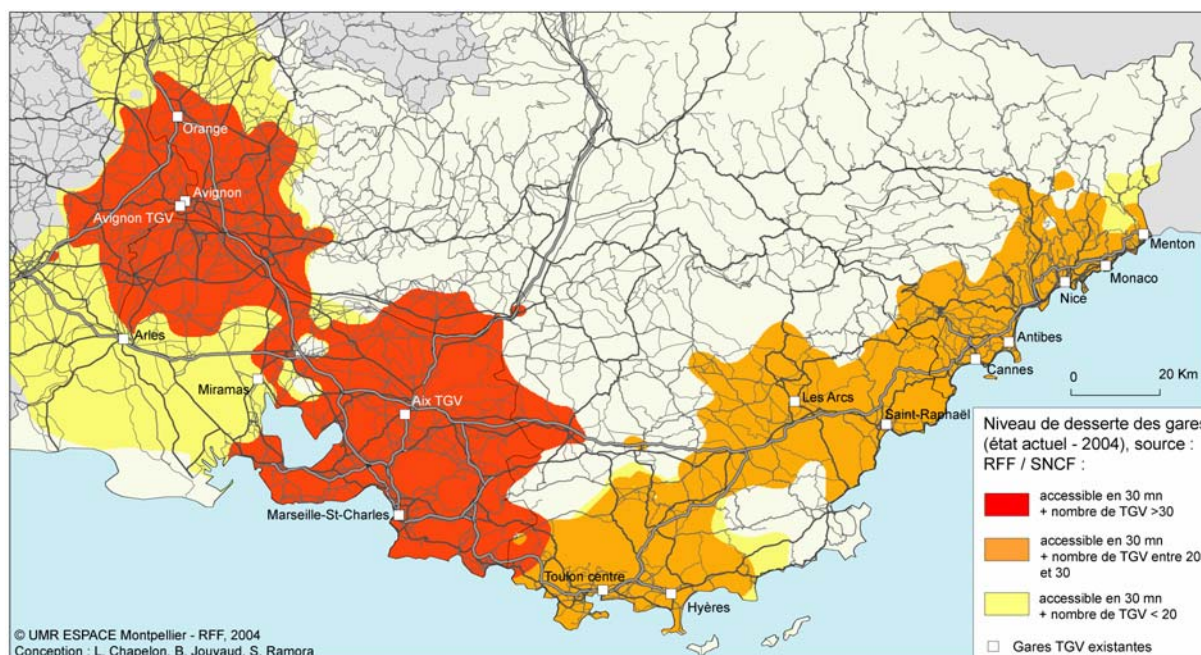 Orange
Avignon
Avignon TGV
Arles
Miramas
Aix TGV
Marseille-St-Charles
Toulon centre
Hyères
Les Arcs
Saint-Raphaël
Cannes
Antibes
Nice
Monaco
Menton
0 20 Km
Niveau de desserte des gares
(état actuel - 2004), source :
RFF / SNCF :
accessible en 30 mn
+ nombre de TGV >30
accessible en 30 mn
+ nombre de TGV entre 20
et 30
accessible en 30 mn
+ nombre de TGV < 20
Gares TGV existantes
© UMR ESPACE Montpellier - RFF, 2004
Conception : L. Chapelon, B. Jouvaud, S. Ramora